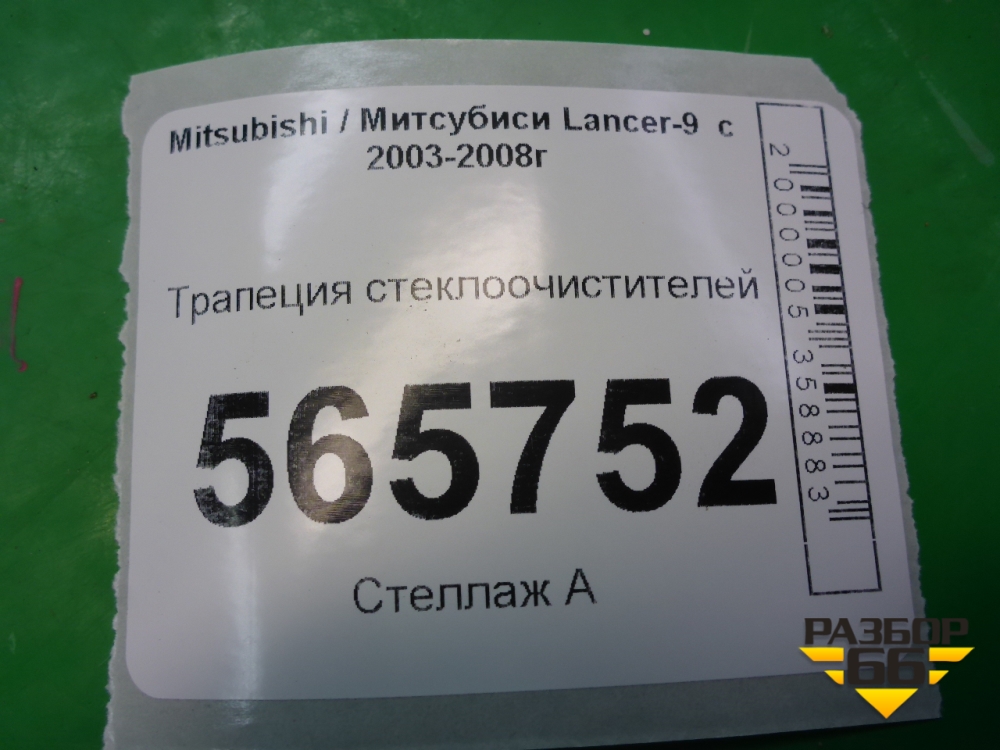 Mitsubishi / Митсубиси Lancer-9 с
2003-2008г
Трапеция стеклоочистителей
565752
Стеллаж А
2000005358883
РАЗБОР
66